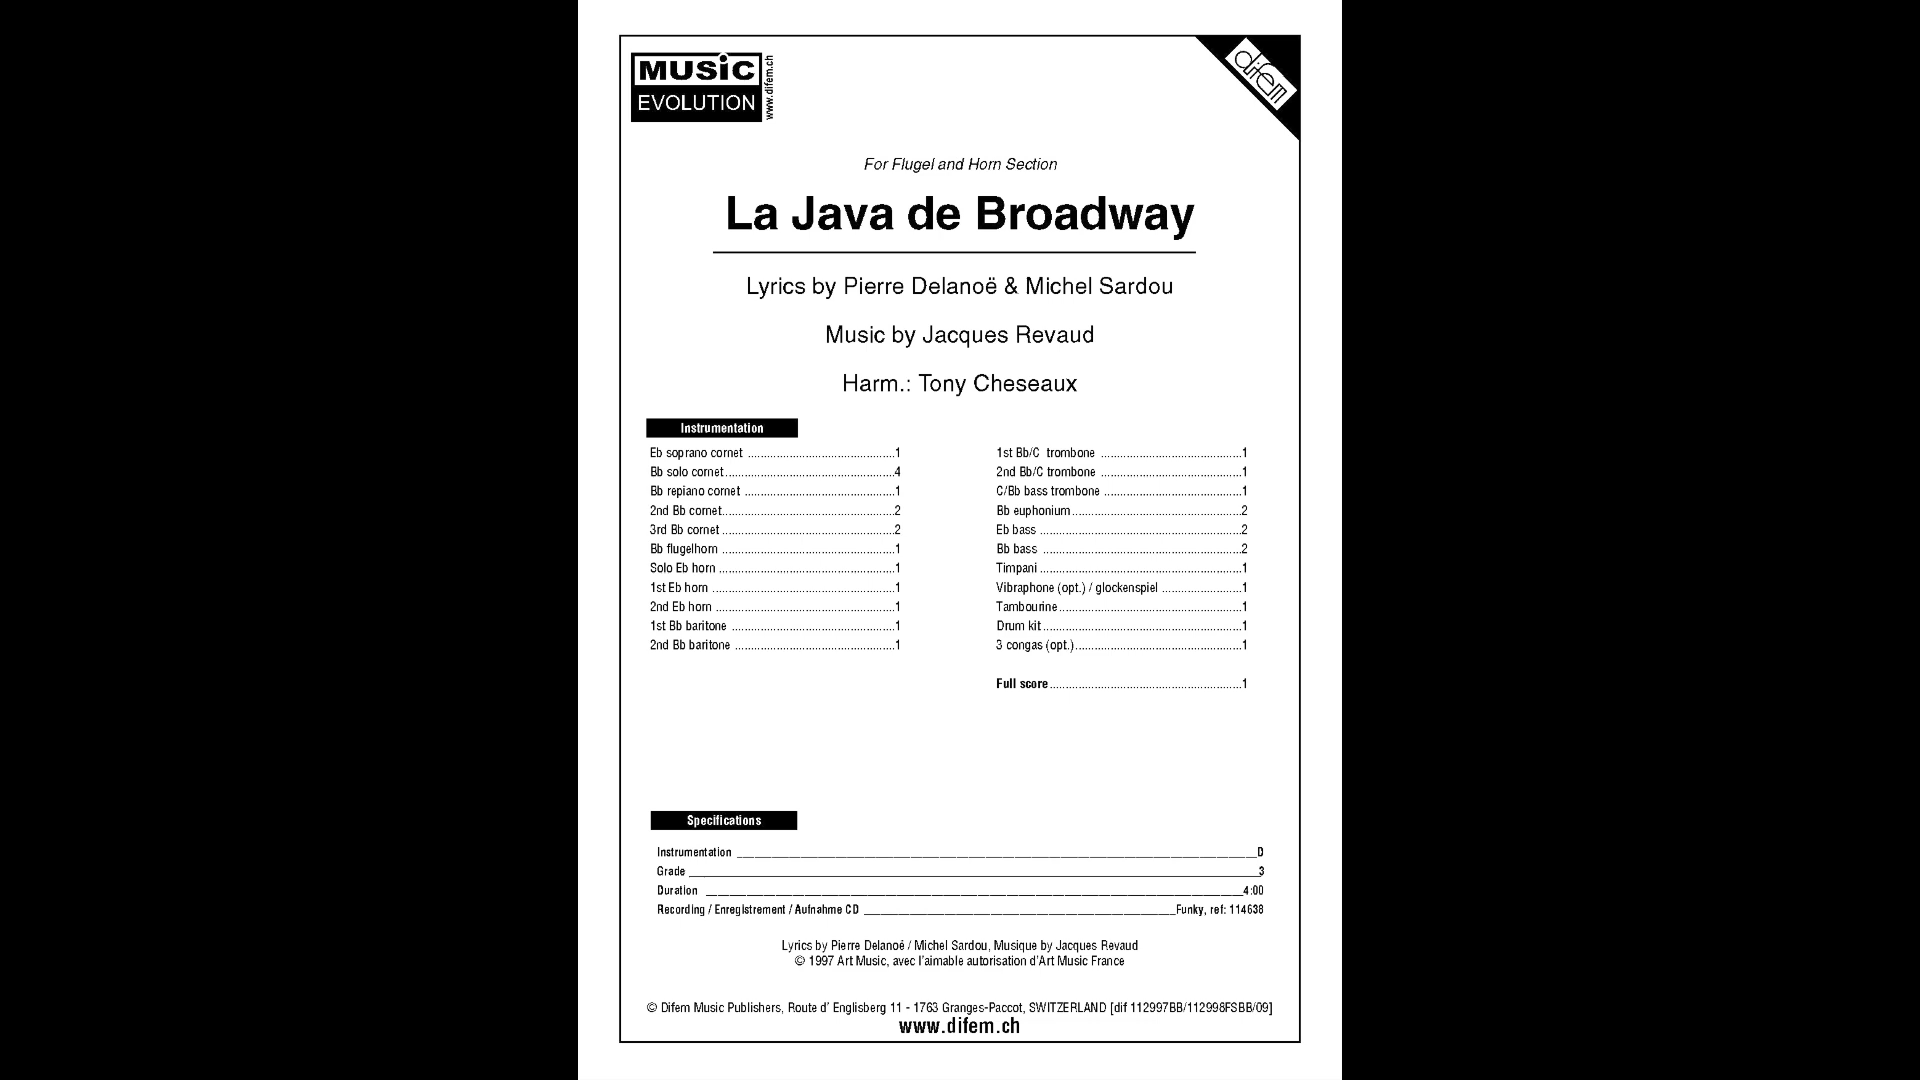 MUSiC
EVOLUTION
www.difem.ch
difem
For Flugel and Horn Section
La Java de Broadway
Lyrics by Pierre Delanoë & Michel Sardou
Music by Jacques Revaud
Harm.: Tony Cheseaux
Instrumentation
Eb soprano cornet ..............................................1
Bb solo cornet.....................................................4
Bb repiano cornet ...............................................1
2nd Bb cornet......................................................2
3rd Bb cornet......................................................2
Bb flugelhorn ......................................................1
Solo Eb horn .......................................................1
1st Eb horn .........................................................1
2nd Eb horn ........................................................1
1st Bb baritone ...................................................1
2nd Bb baritone ..................................................1
1st Bb/C trombone ............................................1
2nd Bb/C trombone ............................................1
C/Bb bass trombone ...........................................1
Bb euphonium.....................................................2
Eb bass ...............................................................2
Bb bass ..............................................................2
Timpani ...............................................................1
Vibraphone (opt.) / glockenspiel .........................1
Tambourine.........................................................1
Drum kit..............................................................1
3 congas (opt.)....................................................1
Full score............................................................1
Specifications
Instrumentation ____________________D
Grade ____________________3
Duration ____________________4:00
Recording / Enregistrement / Aufnahme CD ____________________Funky, ref: 114638
Lyrics by Pierre Delanoë / Michel Sardou, Musique by Jacques Revaud
© 1997 Art Music, avec l'aimable autorisation d'Art Music France
© Difem Music Publishers, Route d' Englisberg 11 - 1763 Granges-Paccot, SWITZERLAND [dif 112997BB/112998FSBB/09]
www.difem.ch